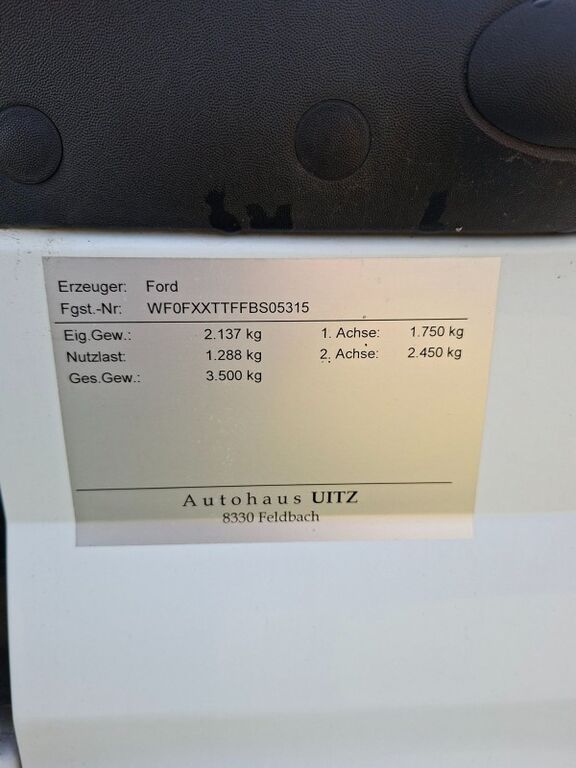 Erzeuger: Ford
Fgst.-Nr: WF0FXXTTFFBS05315
Eig.Gew.: 2.137 kg 1. Achse: 1.750 kg
Nutzlast: 1.288 kg 2. Achse: 2.450 kg
Ges.Gew.: 3.500 kg
Autohaus UITZ
8330 Feldbach